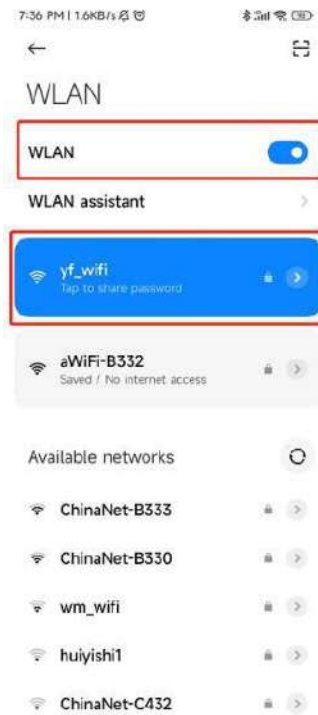 7:36 PM | 1.6KB/s
WLAN
WLAN
WLAN assistant
yf_wifi
Tap to share password
aWiFi-B332
Saved / No internet access
Available networks
ChinaNet-B333
ChinaNet-B330
wm_wifi
huiyishi1
ChinaNet-C432